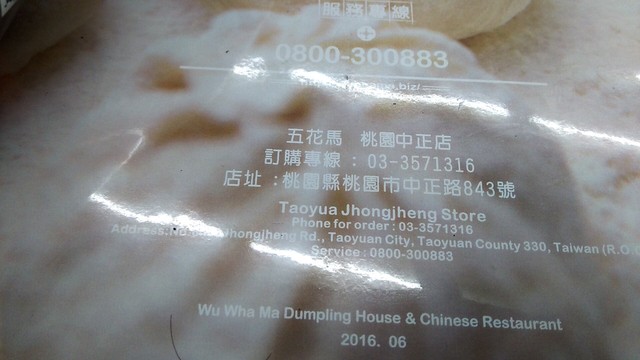 服務專線
0800-300883
五花馬 桃園中正店
訂購專線 : 03-3571316
店址 :桃園縣桃園市中正路843號
Taoyua Jhongjheng Store
Phone for order : 03-3571316
Jhongjheng Rd., Taoyuan City, Taoyuan County 330, Taiwan (R.O.
Service : 0800-300883
Wu Wha Ma Dumpling House & Chinese Restaurant
2016. 06